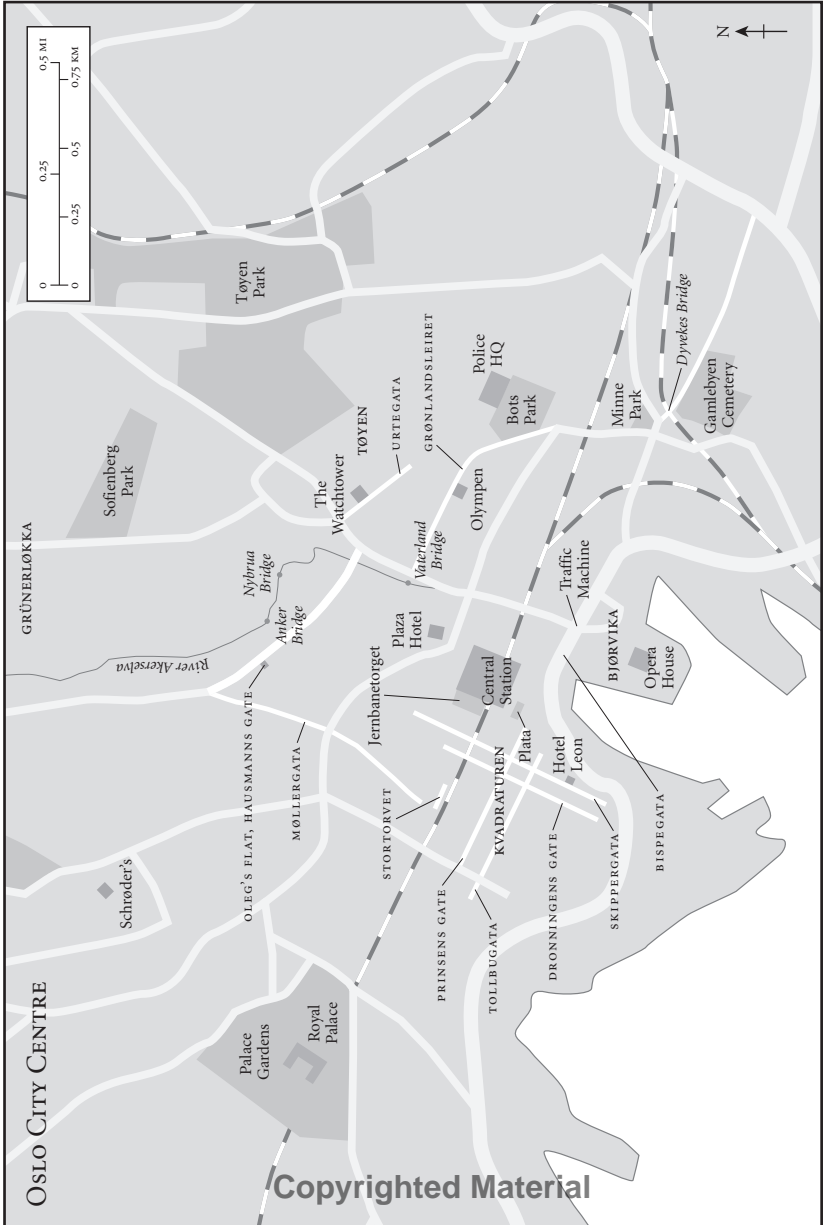 OSLO CITY CENTRE
0 0.25 0.5 MI
0 0.25 0.5 0.75 KM
N
GRÜNERLØKKA
Schrøder's
Sofienberg
Park
Tøyen
Park
River Akerselva
Nybrua
Bridge
Anker
Bridge
OLEG'S FLAT, HAUSMANNS GATE
MØLLERGATA
The
Watchtower
TØYEN
URTEGATA
GRØNLANDSLEIRET
Palace
Gardens
Royal
Palace
STORTORVET
Jernbanetorget
Plaza
Hotel
Vaterland
Bridge
Olympen
Police
HQ
Bots
Park
PRINSENS GATE
TOLLBUGATA
KVADRATUREN
Central
Station
Plata
DRONNINGENS GATE
Hotel
Leon
SKIPPERGATA
BISPEGATA
BJØRVIKA
Opera
House
Traffic
Machine
Minne
Park
Dyvekes Bridge
Gamlebyen
Cemetery
Copyrighted Material